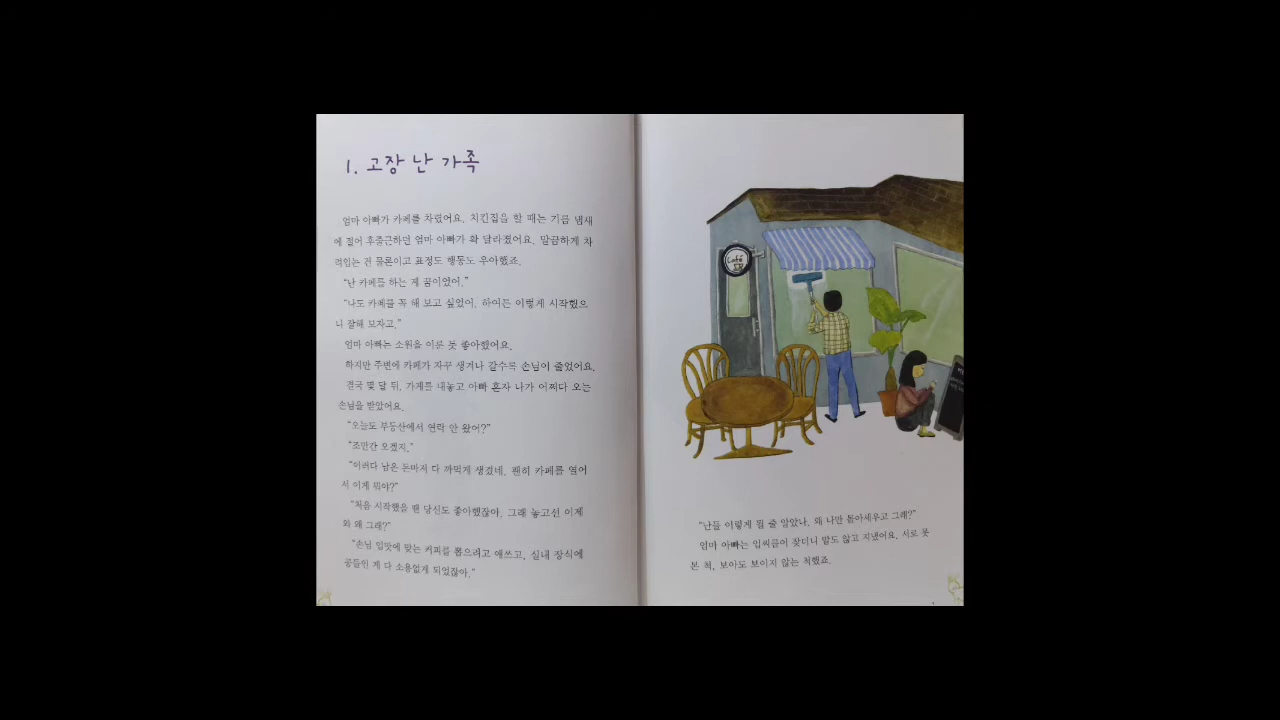 1. 고장 난 가족
엄마 아빠가 카페를 차렸어요. 치킨집을 할 때는 기름 냄새
에 절어 후줄근하던 엄마 아빠가 확 달라졌어요. 말끔하게 차
려입는 건 물론이고 표정도 행동도 우아했죠.
“난 카페를 하는 게 꿈이었어.”
“나도 카페를 꼭 해 보고 싶었어. 하여튼 이렇게 시작했으
니 잘해 보자고.”
엄마 아빠는 소원을 이룬 듯 좋아했어요.
하지만 주변에 카페가 자꾸 생겨나 갈수록 손님이 줄었어요.
결국 몇 달 뒤, 가게를 내놓고 아빠 혼자 나가 어쩌다 오는
손님을 받았어요.
“오늘도 부동산에서 연락 안 왔어?”
“조만간 오겠지.”
“이러다 남은 돈마저 다 까먹게 생겼네. 괜히 카페를 열어
서 이게 뭐야?”
“처음 시작했을 땐 당신도 좋아했잖아. 그래 놓고선 이제
와 왜 그래?”
“손님 입맛에 맞는 커피를 뽑으려고 애쓰고, 실내 장식에
공들인 게 다 소용없게 되었잖아.”
Café
“난들 이렇게 될 줄 알았나. 왜 나만 몰아세우고 그래?”
엄마 아빠는 입씨름이 잦더니 말도 않고 지냈어요. 서로 못
본 척, 보아도 보이지 않는 척했죠.